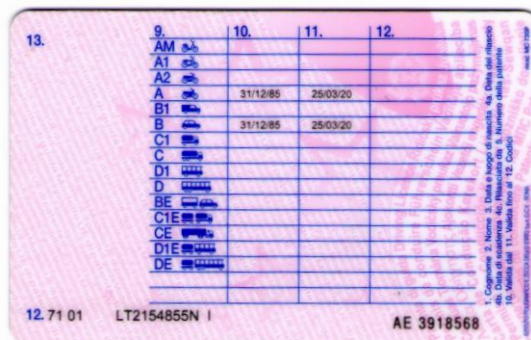 13.
9. 10. 11. 12.
AM
A1
A2
A 31/12/85 25/03/20
B1
B 31/12/85 25/03/20
C1
C
D1
D
BE
C1E
CE
D1E
DE
12. 71 01 LT2154855N I
AE 3918568
1. Cognome 2. Nome 3. Data e luogo di nascita 4a. Data del rilascio
4b. Data di scadenza 4c. Rilasciata da 5. Numero della patente
10. Valida dal 11. Valida fino al 12. Codici